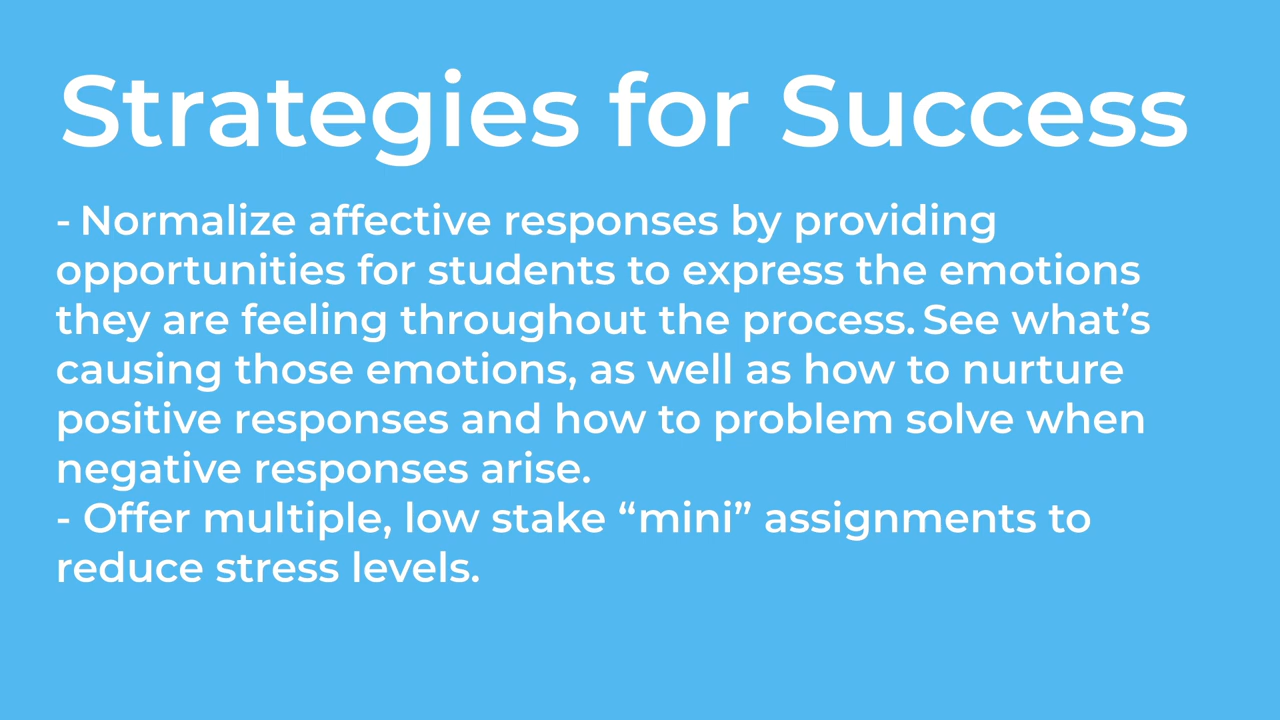 Strategies for Success
- Normalize affective responses by providing
opportunities for students to express the emotions
they are feeling throughout the process. See what’s
causing those emotions, as well as how to nurture
positive responses and how to problem solve when
negative responses arise.
- Offer multiple, low stake “mini” assignments to
reduce stress levels.